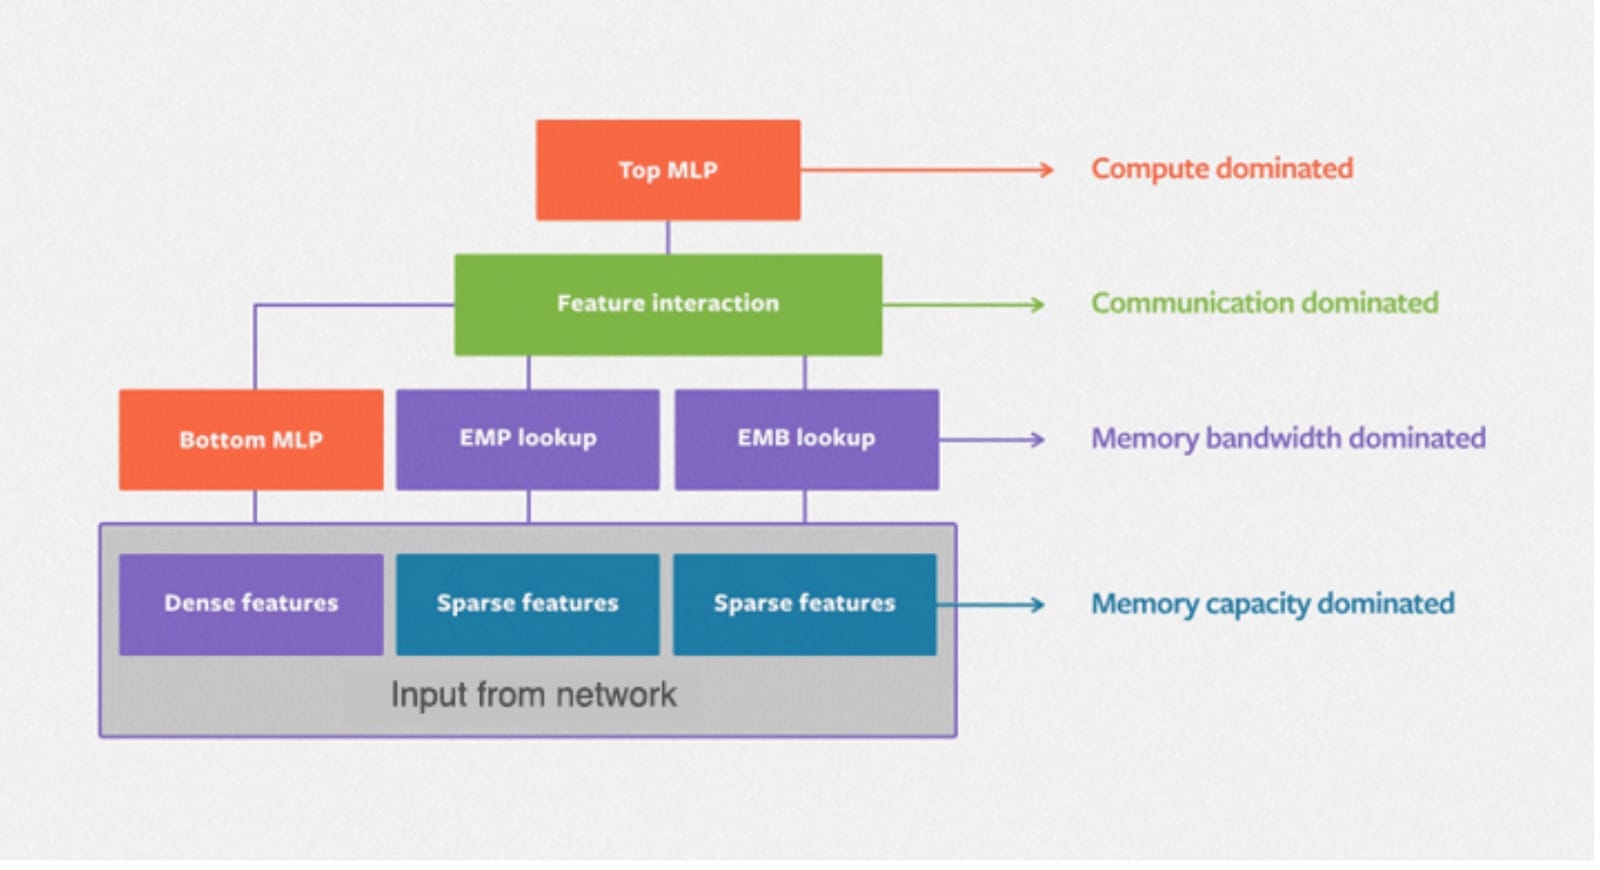 Top MLP
Compute dominated
Feature interaction
Communication dominated
Bottom MLP
EMP lookup
EMB lookup
Memory bandwidth dominated
Dense features
Sparse features
Sparse features
Memory capacity dominated
Input from network